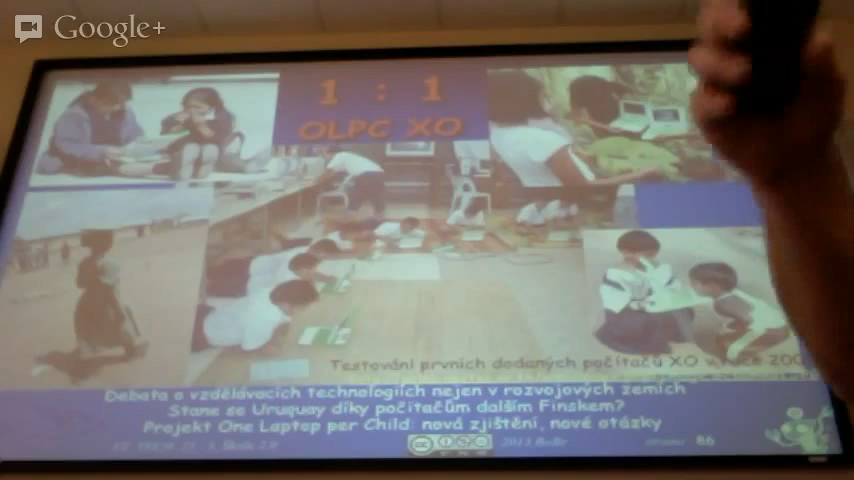 Google+
1 : 1
OLPC XO
Testování prvních dodaných počítačů XO v
Debata o vzdělávacích technologiích nejen v rozvojových zemích
Stane se Uruguay díky počítačům dalším Finskem?
Projekt One Laptop per Child: nová zjištění, nové otázky
2013 86